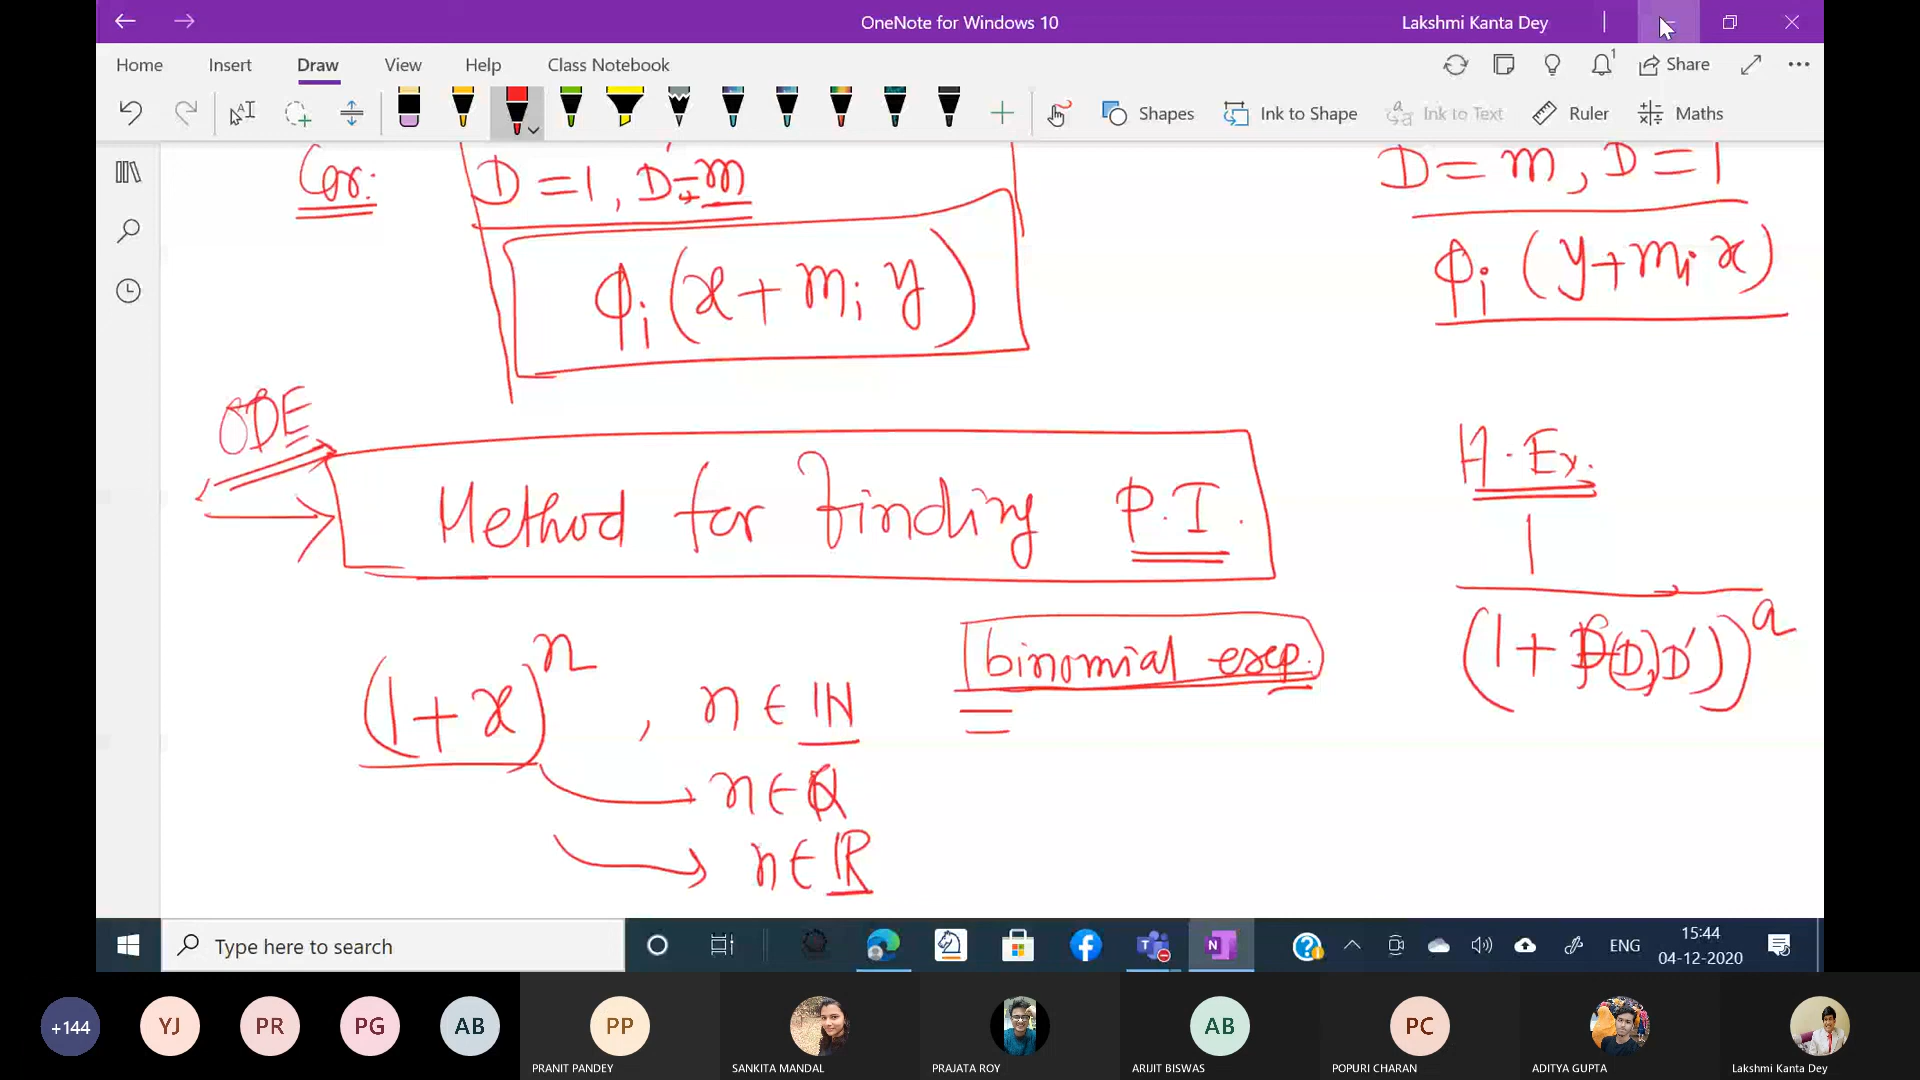 OneNote for Windows 10
Lakshmi Kanta Dey
Home Insert Draw View Help Class Notebook
1
Share
Shapes Ink to Shape Ink to Text Ruler Maths
Cor:
D = 1, D' = m
ϕi (x + mi y)
D = m, D' = 1
ϕi (y + mi x)
ODE
Method for finding P.I.
H. Ex.
1
(1 + F(D, D'))^a
(1 + x)^n , n ∈ ℕ
binomial exp.
n ∈ ℚ
n ∈ ℝ
Type here to search
ENG
15:44
04-12-2020
+144 YJ PR PG AB PP AB PC
PRANIT PANDEY SANKITA MANDAL PRAJATA ROY ARIJIT BISWAS POPURI CHARAN ADITYA GUPTA Lakshmi Kanta Dey